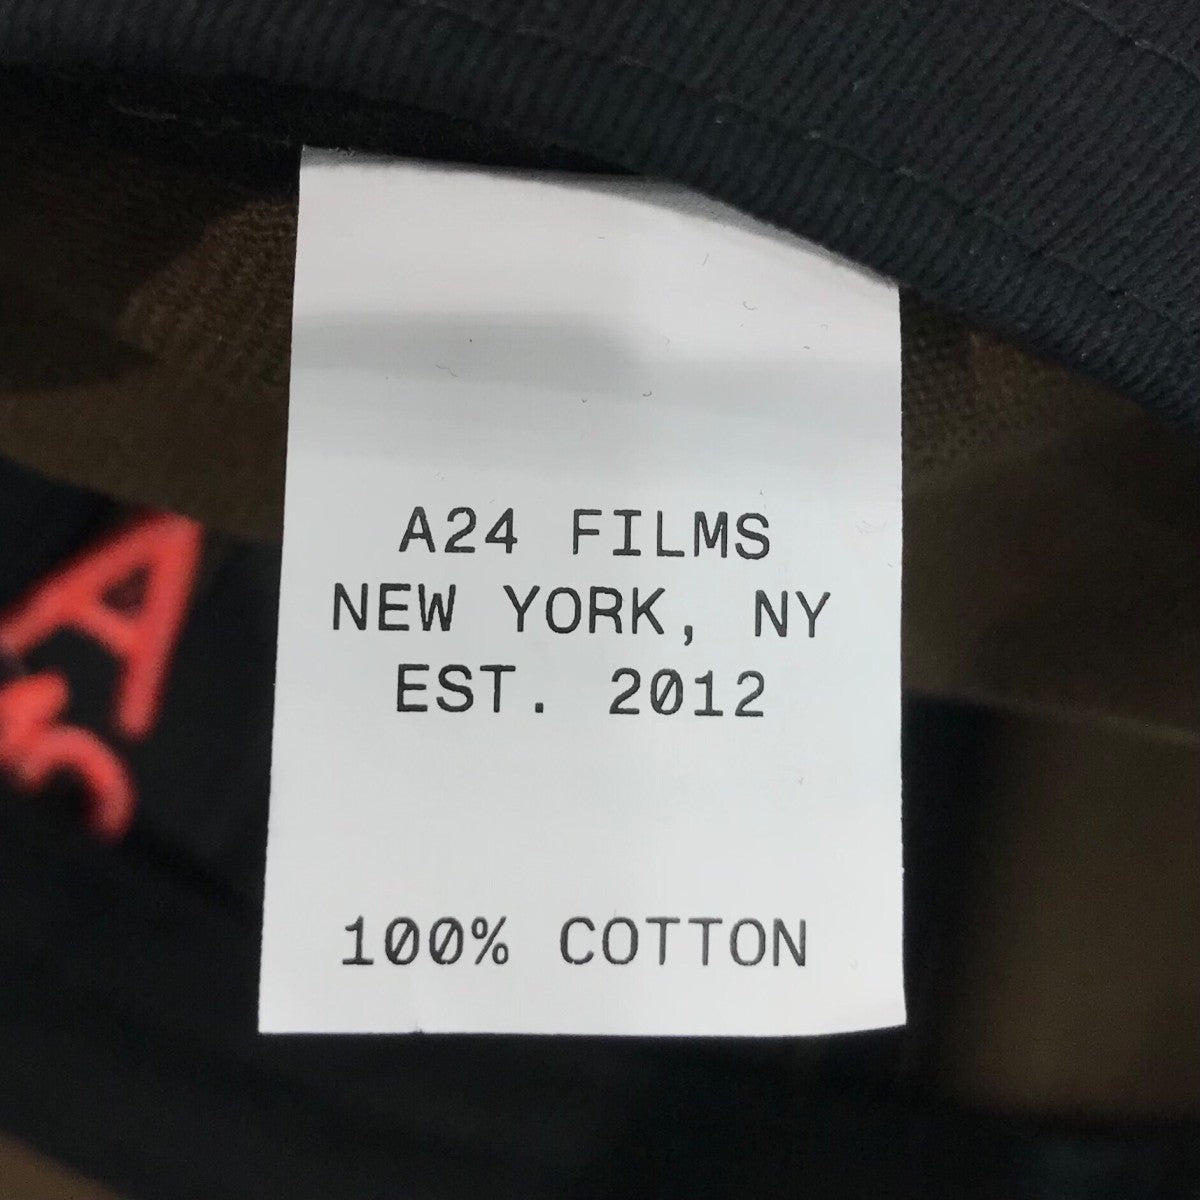 A24 FILMS
NEW YORK, NY
EST. 2012
100% COTTON